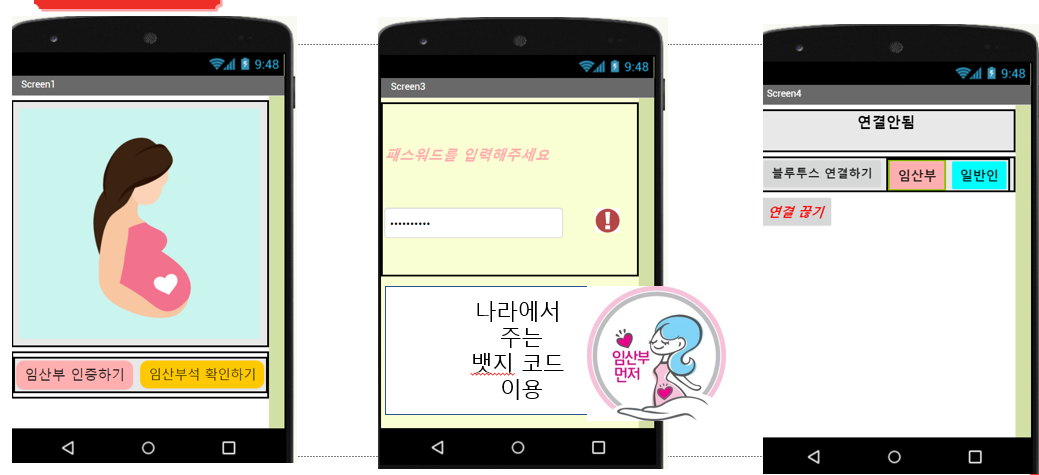 9:48
Screen1
임산부 인증하기
임산부석 확인하기
9:48
Screen3
패스워드를 입력해주세요
••••••••••
나라에서
주는
뱃지 코드
이용
임산부
먼저
9:48
Screen4
연결안됨
블루투스 연결하기
임산부
일반인
연결 끊기